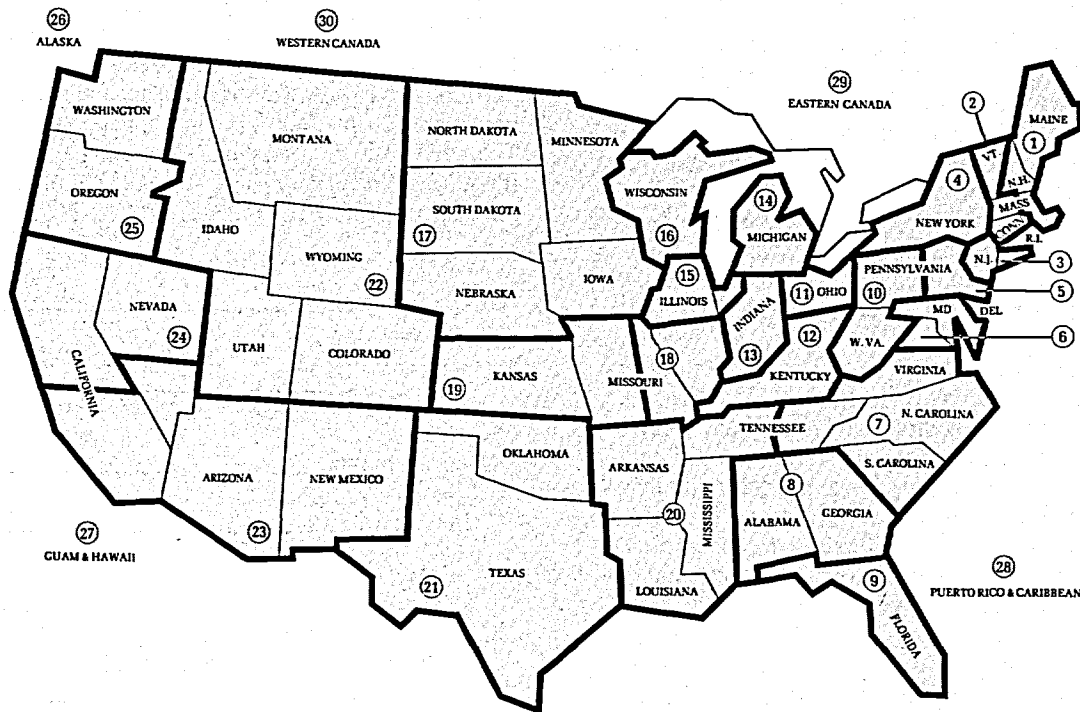 26
ALASKA
30
WESTERN CANADA
29
EASTERN CANADA
2
MAINE
1
WASHINGTON
MONTANA
NORTH DAKOTA
MINNESOTA
VT
N.H.
4
OREGON
25
IDAHO
SOUTH DAKOTA
17
WISCONSIN
16
14
MICHIGAN
NEW YORK
MASS
CONN
R.I.
N.J.
3
WYOMING
22
NEBRASKA
IOWA
15
ILLINOIS
INDIANA
13
11
OHIO
PENNSYLVANIA
10
5
MD
DEL
6
NEVADA
24
CALIFORNIA
UTAH
COLORADO
19
KANSAS
MISSOURI
18
12
KENTUCKY
W. VA.
VIRGINIA
7
N. CAROLINA
TENNESSEE
S. CAROLINA
ARIZONA
23
NEW MEXICO
OKLAHOMA
ARKANSAS
20
MISSISSIPPI
8
ALABAMA
GEORGIA
27
GUAM & HAWAII
21
TEXAS
LOUISIANA
9
FLORIDA
28
PUERTO RICO & CARIBBEAN